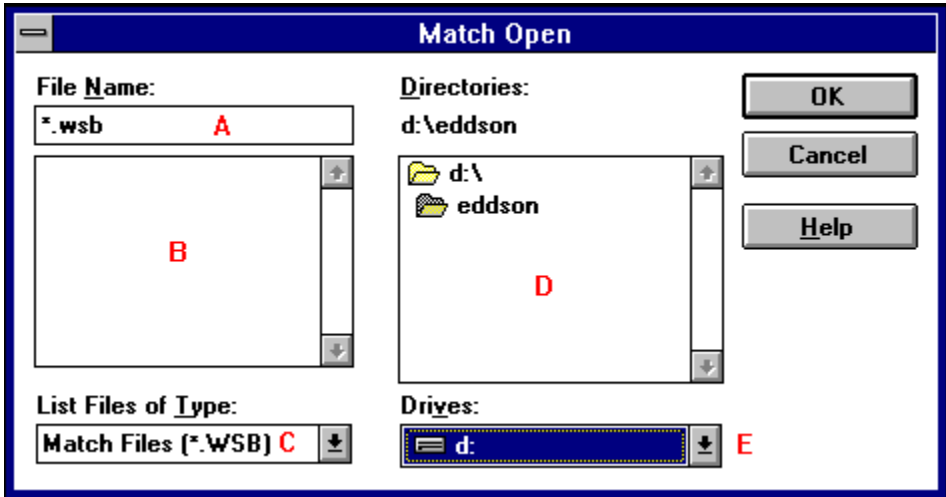 Match Open
File Name:
*.wsb A
B
List Files of Type:
Match Files (*.WSB) C
Directories:
d:\eddson
d:\
eddson
D
Drives:
d:
E
OK
Cancel
Help